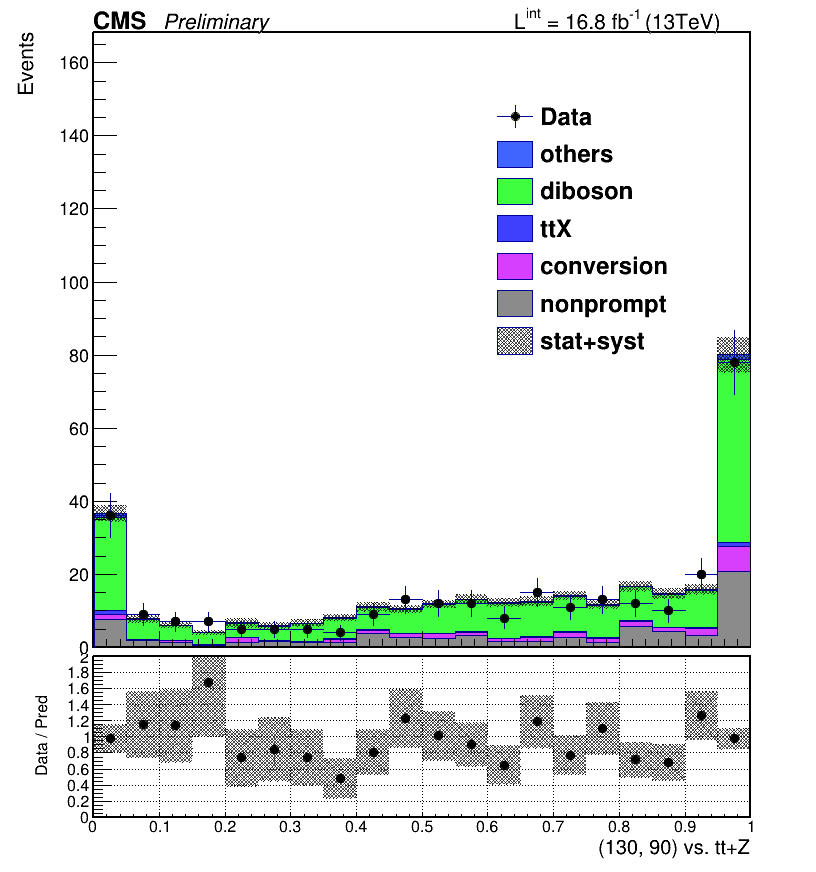 CMS Preliminary L^int = 16.8 fb^-1 (13TeV)
Events
160
140
120
100
80
60
40
20
0
Data
others
diboson
ttX
conversion
nonprompt
stat+syst
Data / Pred
2
1.8
1.6
1.4
1.2
1
0.8
0.6
0.4
0.2
0
0 0.1 0.2 0.3 0.4 0.5 0.6 0.7 0.8 0.9 1
(130, 90) vs. tt+Z